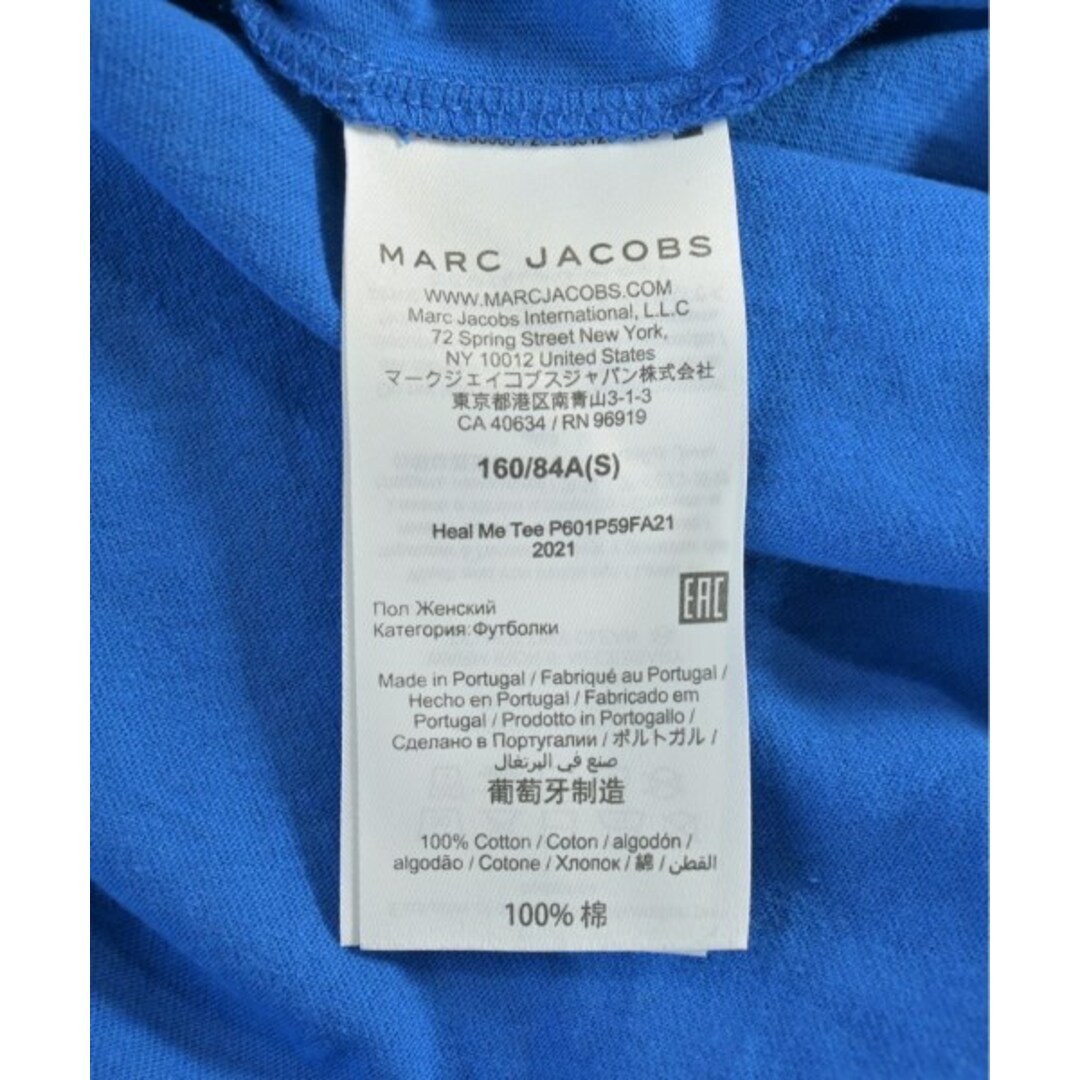 MARC JACOBS
WWW.MARCJACOBS.COM
Marc Jacobs International, L.L.C
72 Spring Street New York,
NY 10012 United States
マークジェイコブスジャパン株式会社
東京都港区南青山3-1-3
CA 40634 / RN 96919
160/84A(S)
Heal Me Tee P601P59FA21
2021
EAC
Пол Женский
Категория:Футболки
Made in Portugal / Fabriqué au Portugal /
Hecho en Portugal / Fabricado em
Portugal / Prodotto in Portogallo /
Сделано в Португалии / ポルトガル /
صنع في البرتغال
葡萄牙制造
100% Cotton / Coton / algodón /
algodão / Cotone / Хлопок / 綿 / القطن
100% 棉